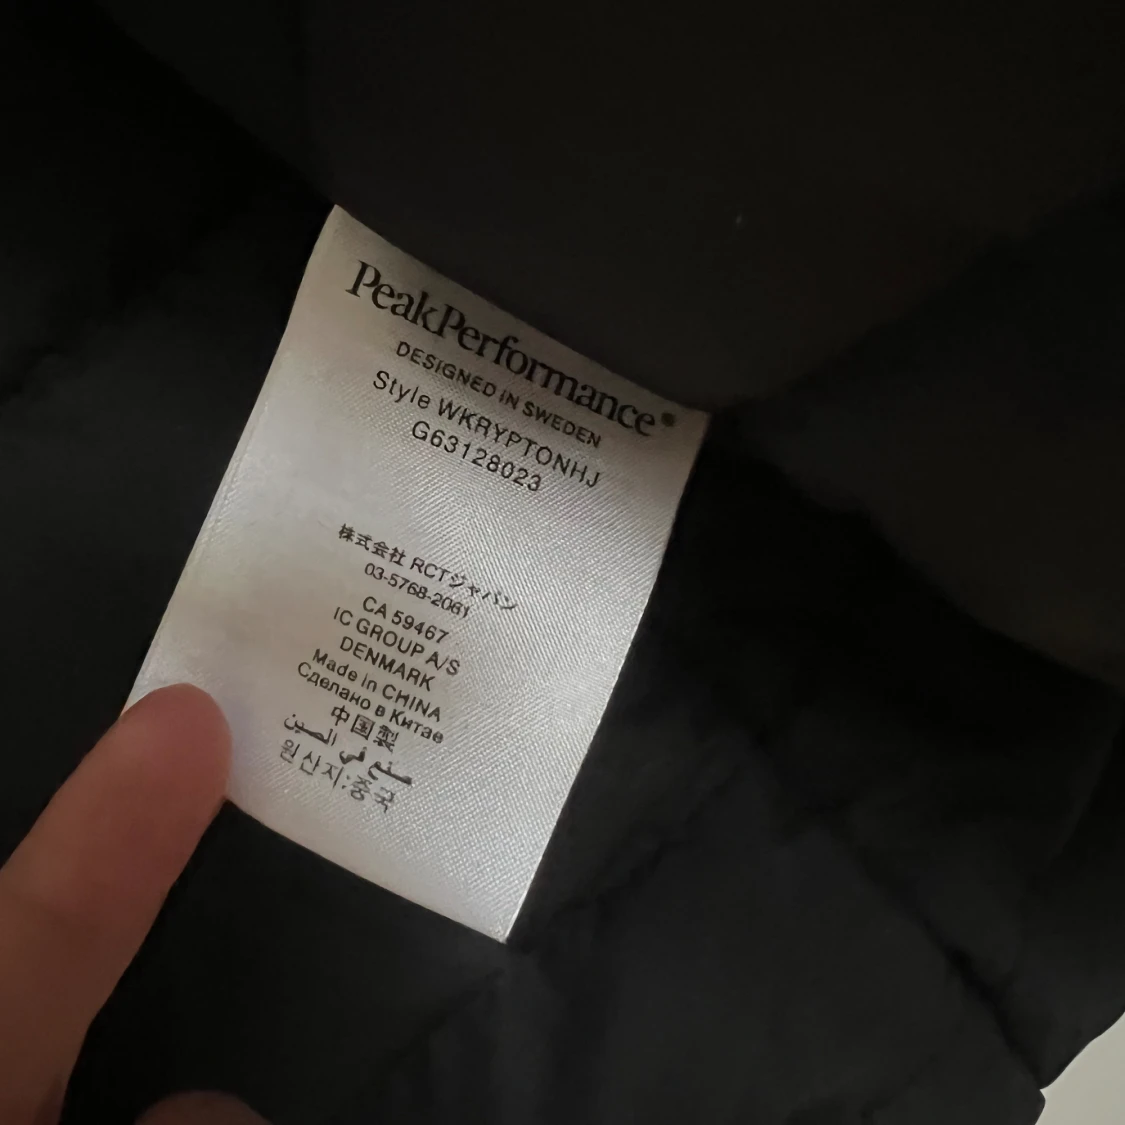 PeakPerformance®
DESIGNED IN SWEDEN
Style WKRYPTONHJ
G63128023
株式会社 RCTジャパン
03-5768-2061
CA 59467
IC GROUP A/S
DENMARK
Made in CHINA
Сделано в Китае
中国製
صنع في الصين
원산지:중국